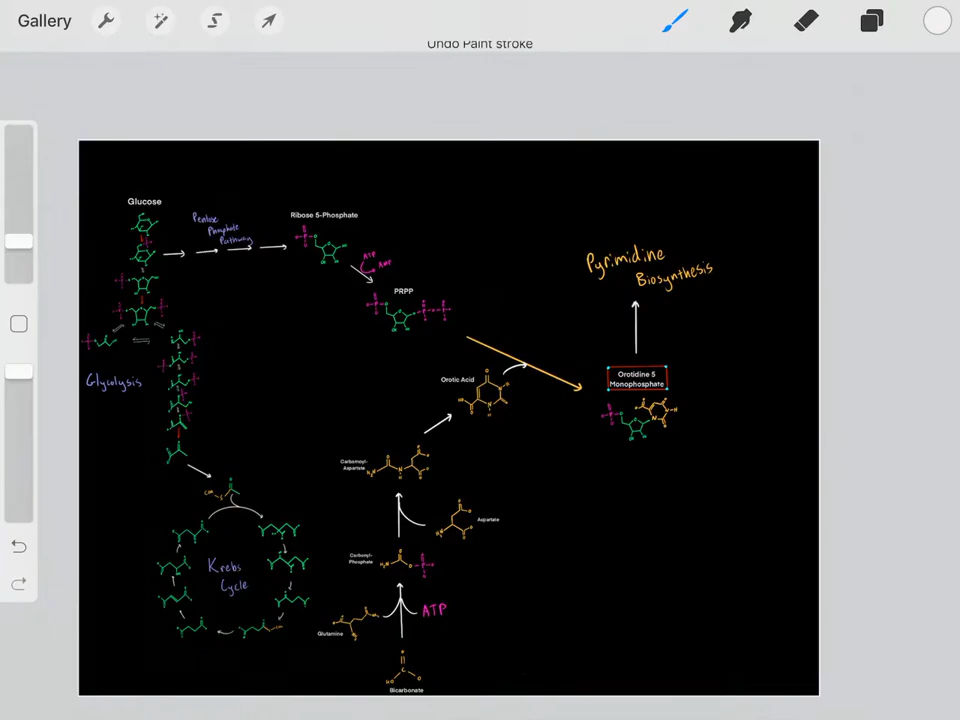 Gallery
Undo Paint stroke
Glucose
Pentose
Phosphate
Pathway
Ribose 5-Phosphate
ATP
AMP
PRPP
Pyrimidine
Biosynthesis
Glycolysis
Orotic Acid
Orotidine 5
Monophosphate
Carbamoyl-
Aspartate
Aspartate
Krebs
Cycle
Carbonyl-
Phosphate
ATP
Glutamine
Bicarbonate